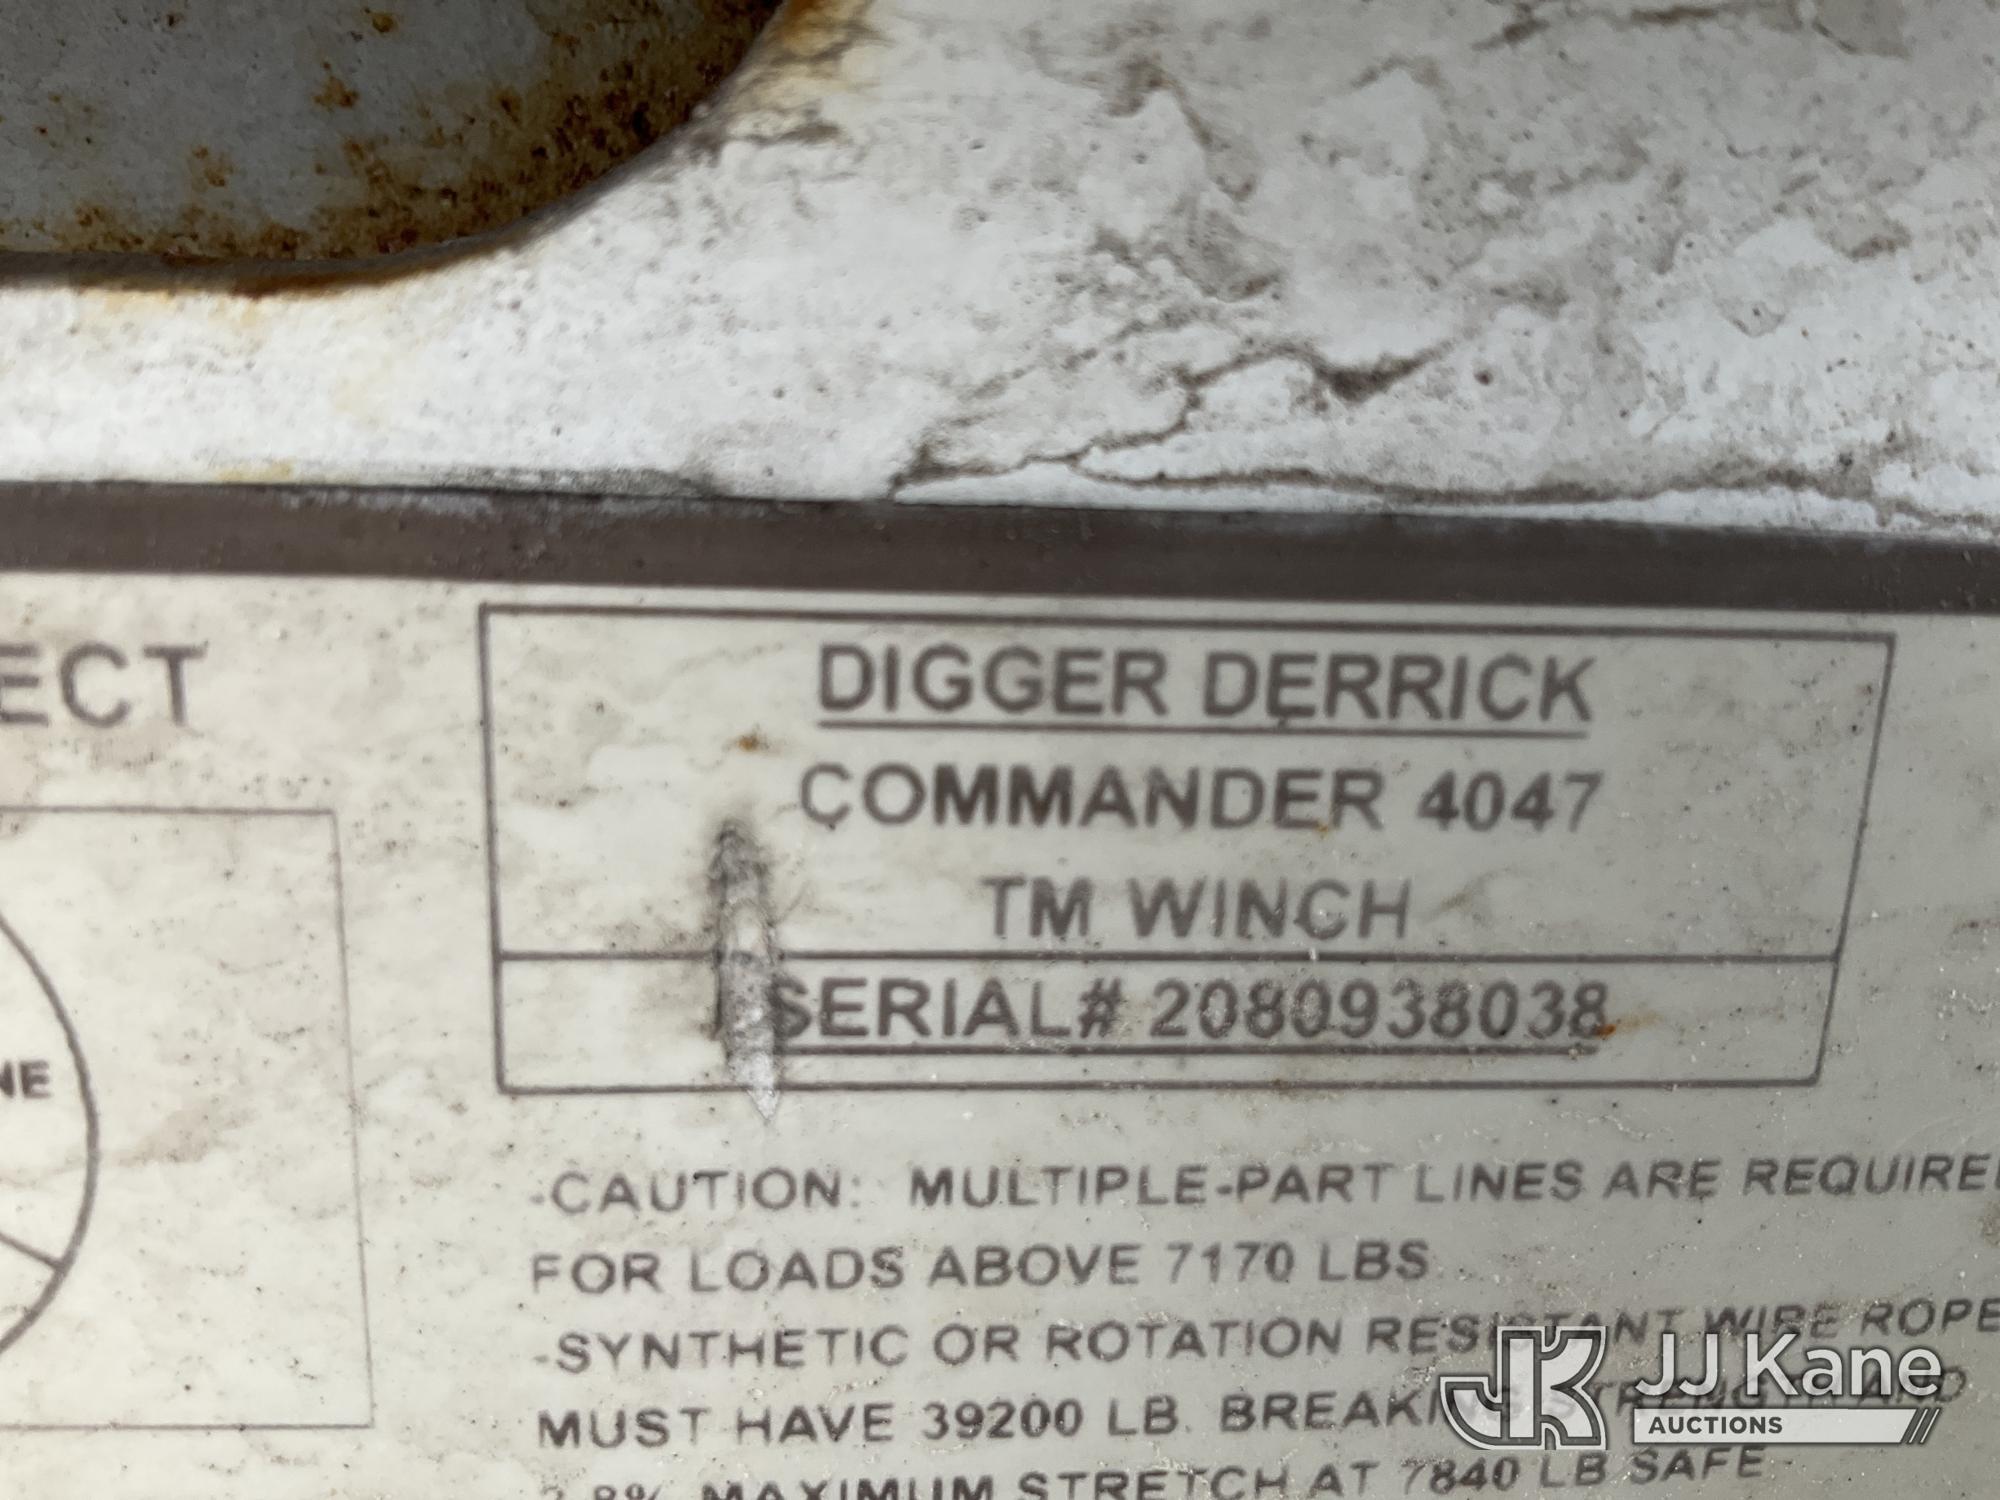 ECT
DIGGER DERRICK
COMMANDER 4047
TM WINCH
SERIAL# 2080938038
NE
-CAUTION: MULTIPLE-PART LINES ARE REQUIRE
FOR LOADS ABOVE 7170 LBS
-SYNTHETIC OR ROTATION RESISTANT WIRE ROPE
MUST HAVE 39200 LB. BREAKING STRENGTH AND
MAXIMUM STRETCH AT 7840 LB SAFE
JJ Kane
AUCTIONS